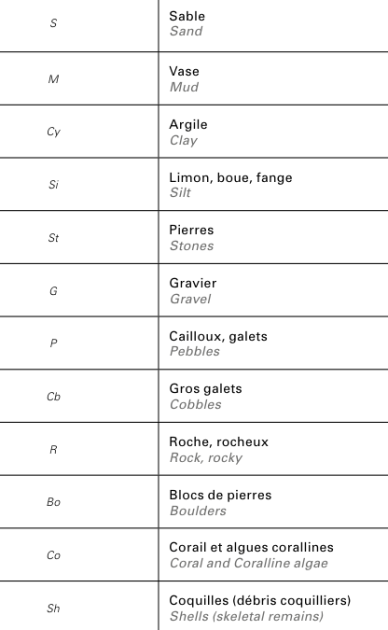 S
Sable
Sand
M
Vase
Mud
Cy
Argile
Clay
Si
Limon, boue, fange
Silt
St
Pierres
Stones
G
Gravier
Gravel
P
Cailloux, galets
Pebbles
Cb
Gros galets
Cobbles
R
Roche, rocheux
Rock, rocky
Bo
Blocs de pierres
Boulders
Co
Corail et algues corallines
Coral and Coralline algae
Sh
Coquilles (débris coquilliers)
Shells (skeletal remains)